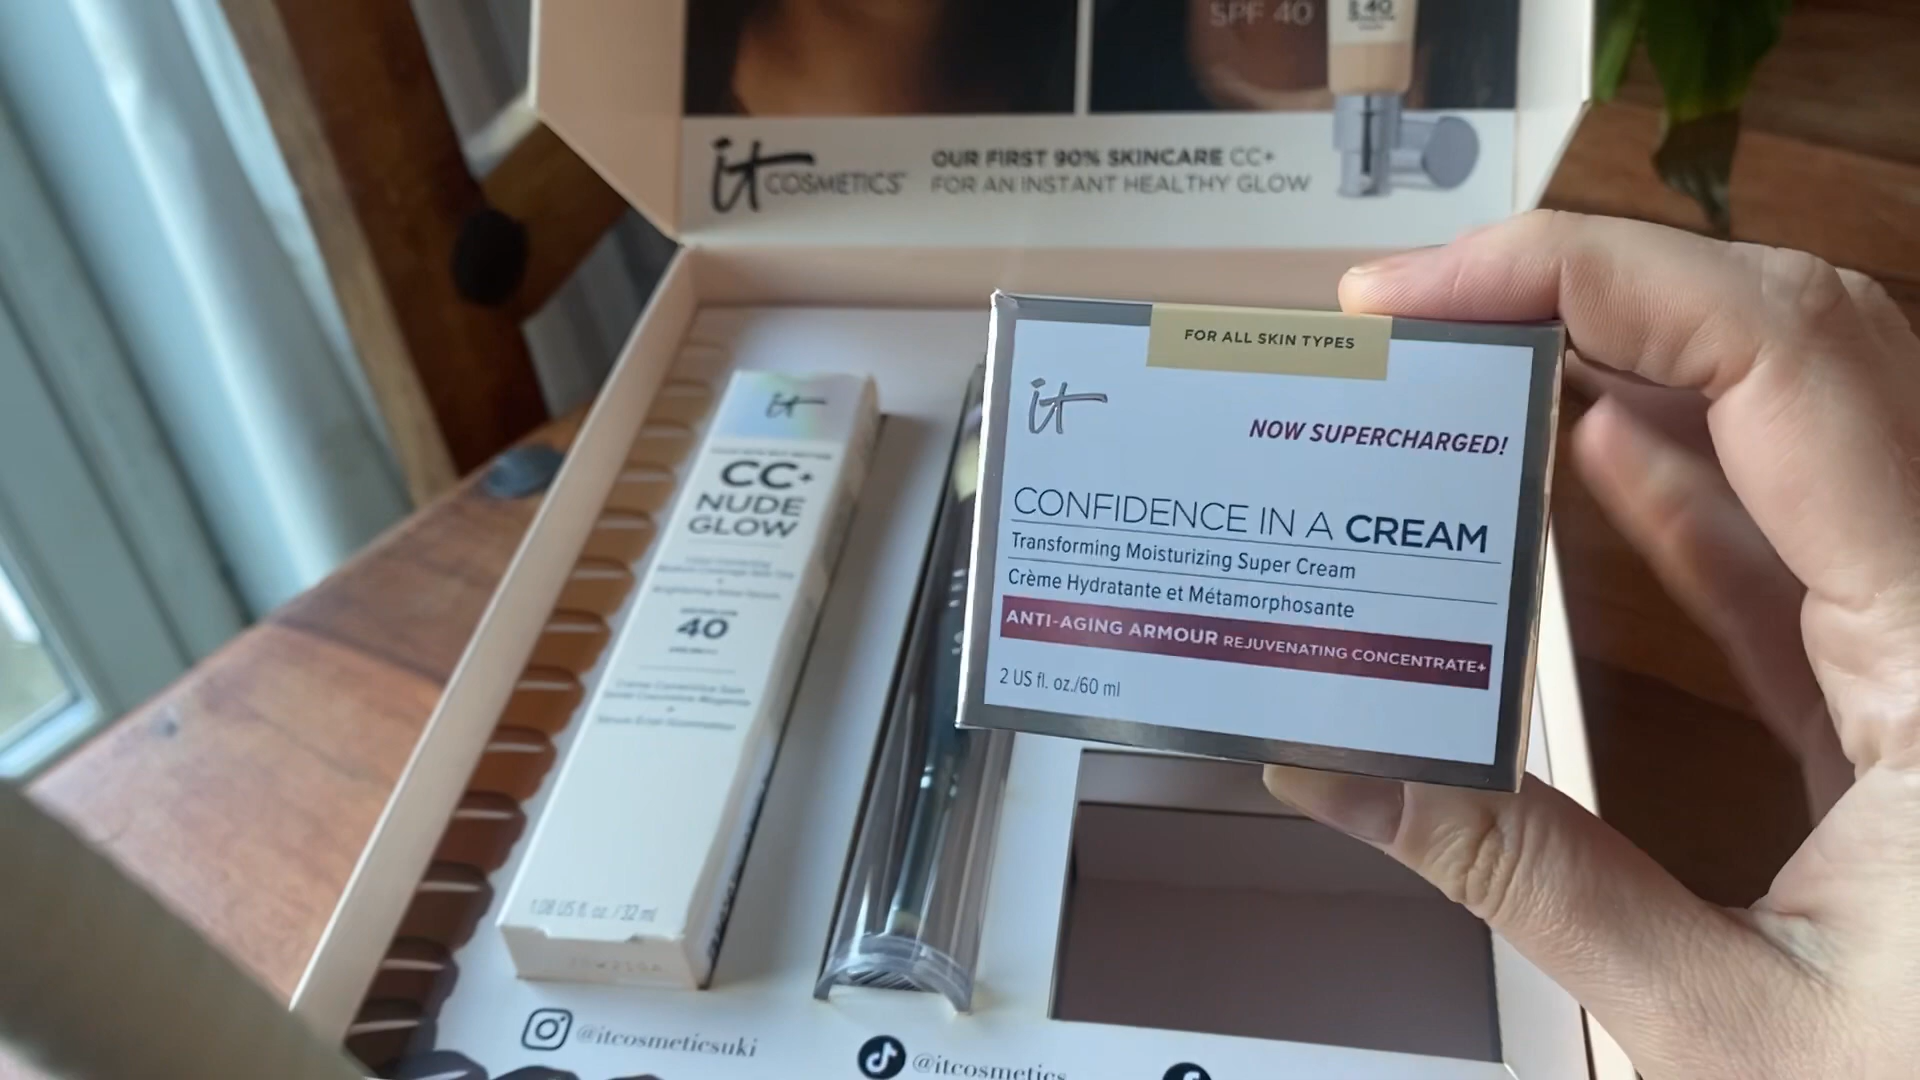 SPF 40
40
it COSMETICS
OUR FIRST 90% SKINCARE CC+
FOR AN INSTANT HEALTHY GLOW
it
CC+
NUDE
GLOW
40
1.08 US fl. oz. / 32 ml
FOR ALL SKIN TYPES
it
NOW SUPERCHARGED!
CONFIDENCE IN A CREAM
Transforming Moisturizing Super Cream
Crème Hydratante et Métamorphosante
ANTI-AGING ARMOUR REJUVENATING CONCENTRATE+
2 US fl. oz./60 ml
@itcosmeticsuki
@itcosmetics